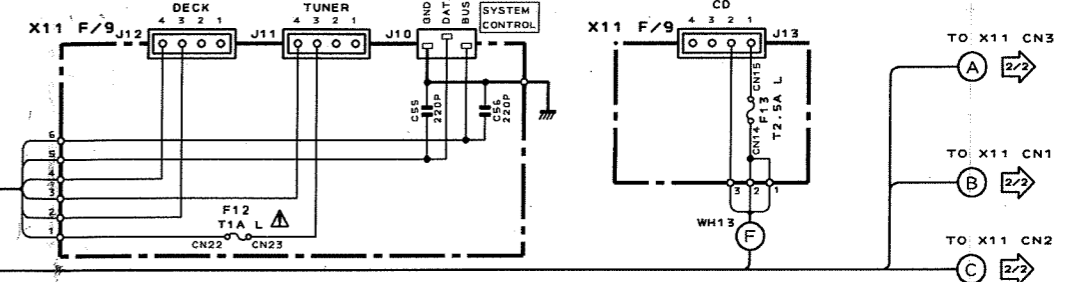 DECK
4 3 2 1
TUNER
4 3 2 1
GND
DAT
BUS
SYSTEM
CONTROL
X11 F/9
J12
J11
J10
C55
220P
C56
220P
6
5
4
3
2
1
F12
T1A L
CN22
CN23
CD
4 3 2 1
X11 F/9
J13
CN15
F13
T2.5A L
CN14
3 2 1
WH13
F
TO X11 CN3
A 2/2
TO X11 CN1
B 2/2
TO X11 CN2
C 2/2